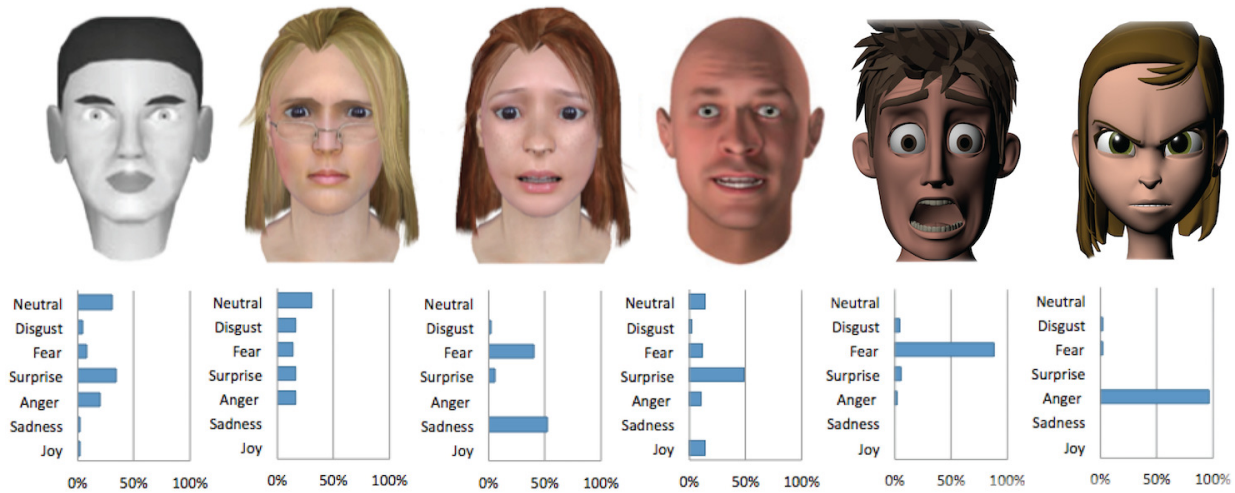 Neutral
Disgust
Fear
Surprise
Anger
Sadness
Joy
0% 50% 100%
Neutral
Disgust
Fear
Surprise
Anger
Sadness
Joy
0% 50% 100%
Neutral
Disgust
Fear
Surprise
Anger
Sadness
Joy
0% 50% 100%
Neutral
Disgust
Fear
Surprise
Anger
Sadness
Joy
0% 50% 100%
Neutral
Disgust
Fear
Surprise
Anger
Sadness
Joy
0% 50% 100%
Neutral
Disgust
Fear
Surprise
Anger
Sadness
Joy
0% 50% 100%